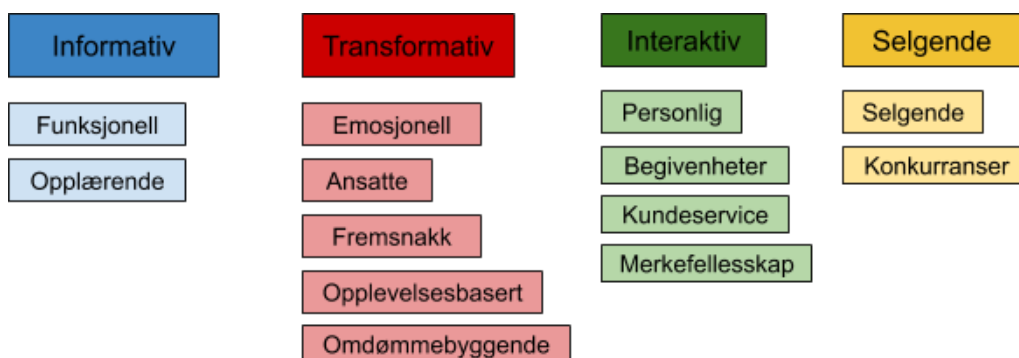 Informativ
Funksjonell
Opplærende
Transformativ
Emosjonell
Ansatte
Fremsnakk
Opplevelsesbasert
Omdømmebyggende
Interaktiv
Personlig
Begivenheter
Kundeservice
Merkefellesskap
Selgende
Selgende
Konkurranser